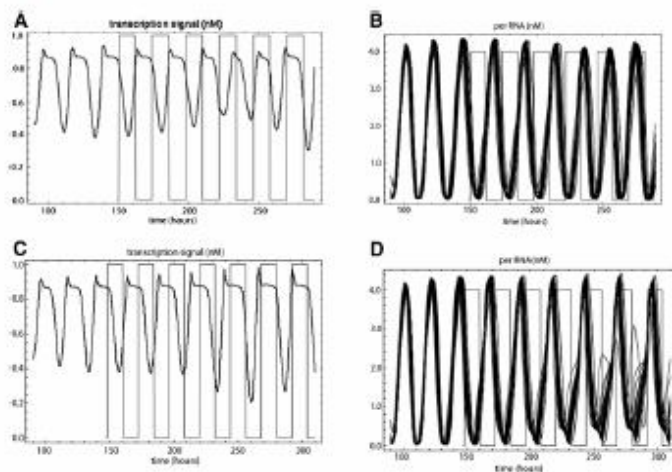 A
transcription signal (nM)
1.0
0.8
0.6
0.4
0.2
0.0
100 150 200 250
time (hours)
B
per RNA (nM)
4.0
3.0
2.0
1.0
0.0
100 150 200 250
time (hours)
C
transcription signal (nM)
1.0
0.8
0.6
0.4
0.2
0.0
100 150 200 250 300
time (hours)
D
per RNA(nM)
4.0
3.0
2.0
1.0
0.0
100 150 200 250 300
time (hours)